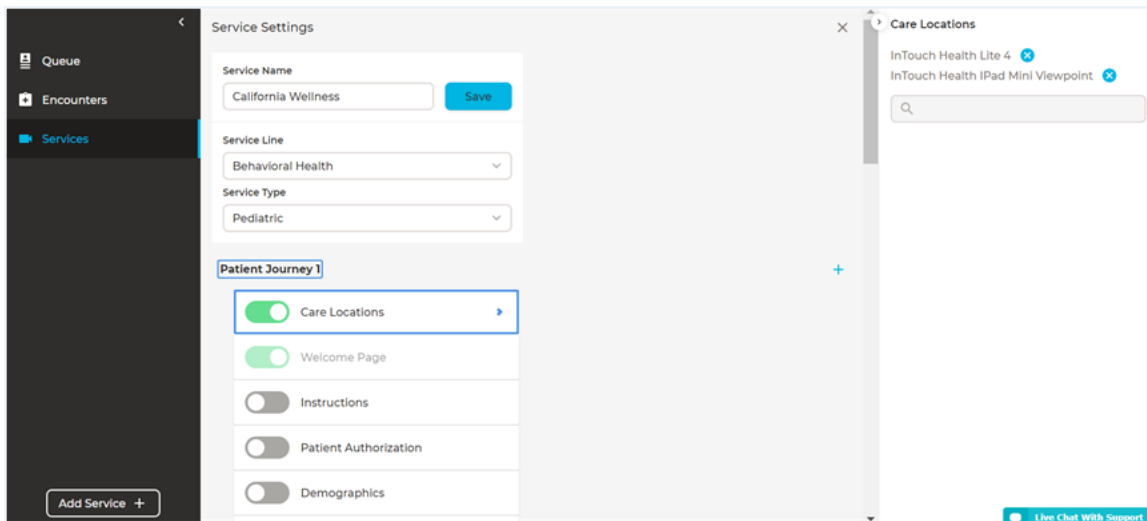 Queue
Encounters
Services
Add Service +
Service Settings
Service Name
California Wellness
Save
Service Line
Behavioral Health
Service Type
Pediatric
Patient Journey 1
Care Locations
Welcome Page
Instructions
Patient Authorization
Demographics
Care Locations
InTouch Health Lite 4
InTouch Health IPad Mini Viewpoint
Live Chat With Support